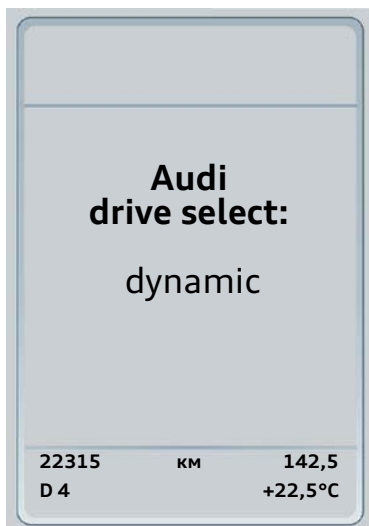 Audi
drive select:
dynamic
22315 км 142,5
D 4 +22,5°C